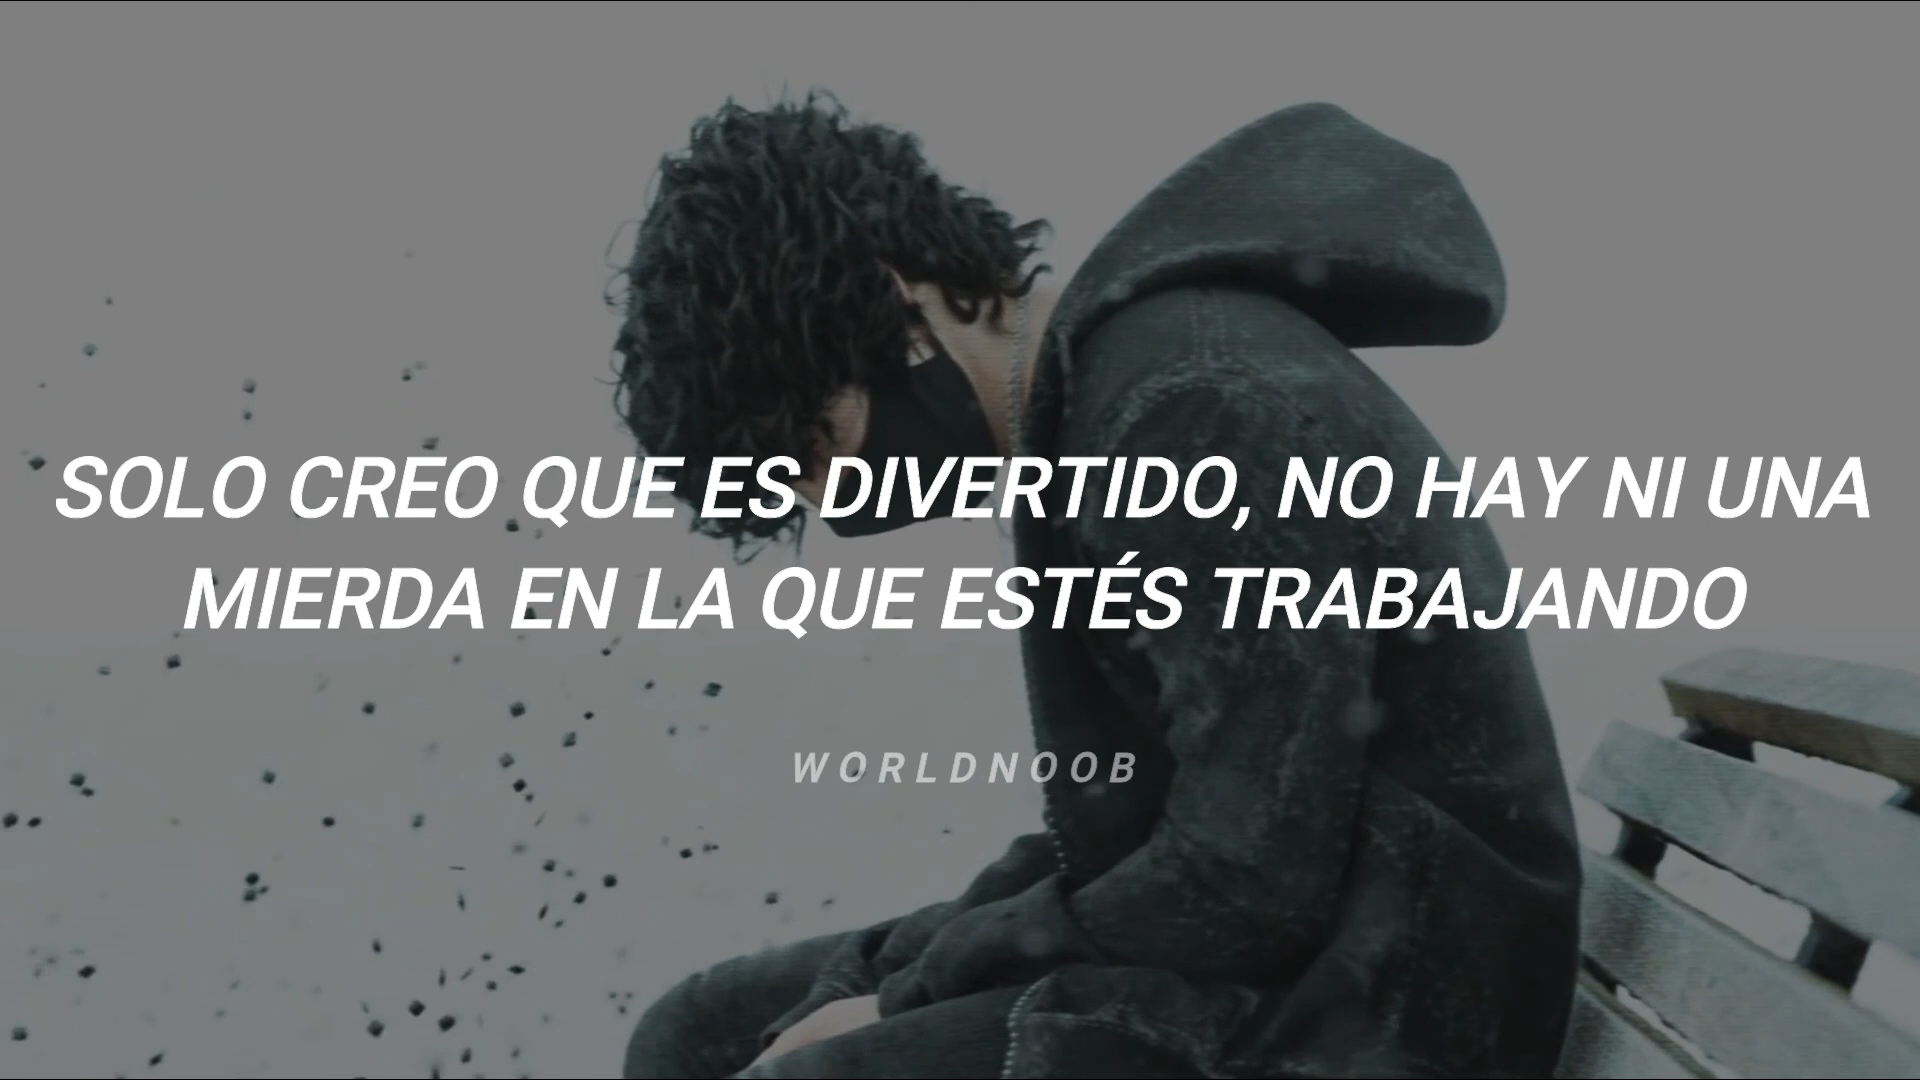 SOLO CREO QUE ES DIVERTIDO, NO HAY NI UNA
MIERDA EN LA QUE ESTÉS TRABAJANDO
WORLDNOOB